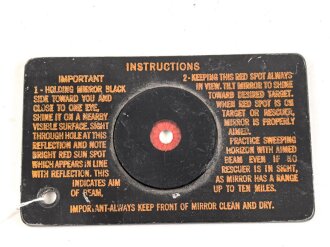 INSTRUCTIONS
IMPORTANT
1 - HOLDING MIRROR BLACK
SIDE TOWARD YOU AND
CLOSE TO ONE EYE,
SHINE IT ON A NEARBY
VISIBLE SURFACE. SIGHT
THROUGH HOLE AT THIS
REFLECTION AND NOTE
BRIGHT RED SUN SPOT
WHICH APPEARS IN LINE
WITH REFLECTION. THIS
INDICATES AIM
OF BEAM.
2 - KEEPING THIS RED SPOT ALWAYS
IN VIEW. TILT MIRROR TO SHINE
TOWARD DESIRED TARGET.
WHEN RED SPOT IS ON
TARGET OR RESCUOR,
MIRROR IS PROPERLY
AIMED.
PRACTICE SWEEPING
HORIZON WITH AIMED
BEAM EVEN IF NO
RESCUER IS IN SIGHT,
AS MIRROR HAS A RANGE
UP TO TEN MILES.
IMPORTANT-ALWAYS KEEP FRONT OF MIRROR CLEAN AND DRY.